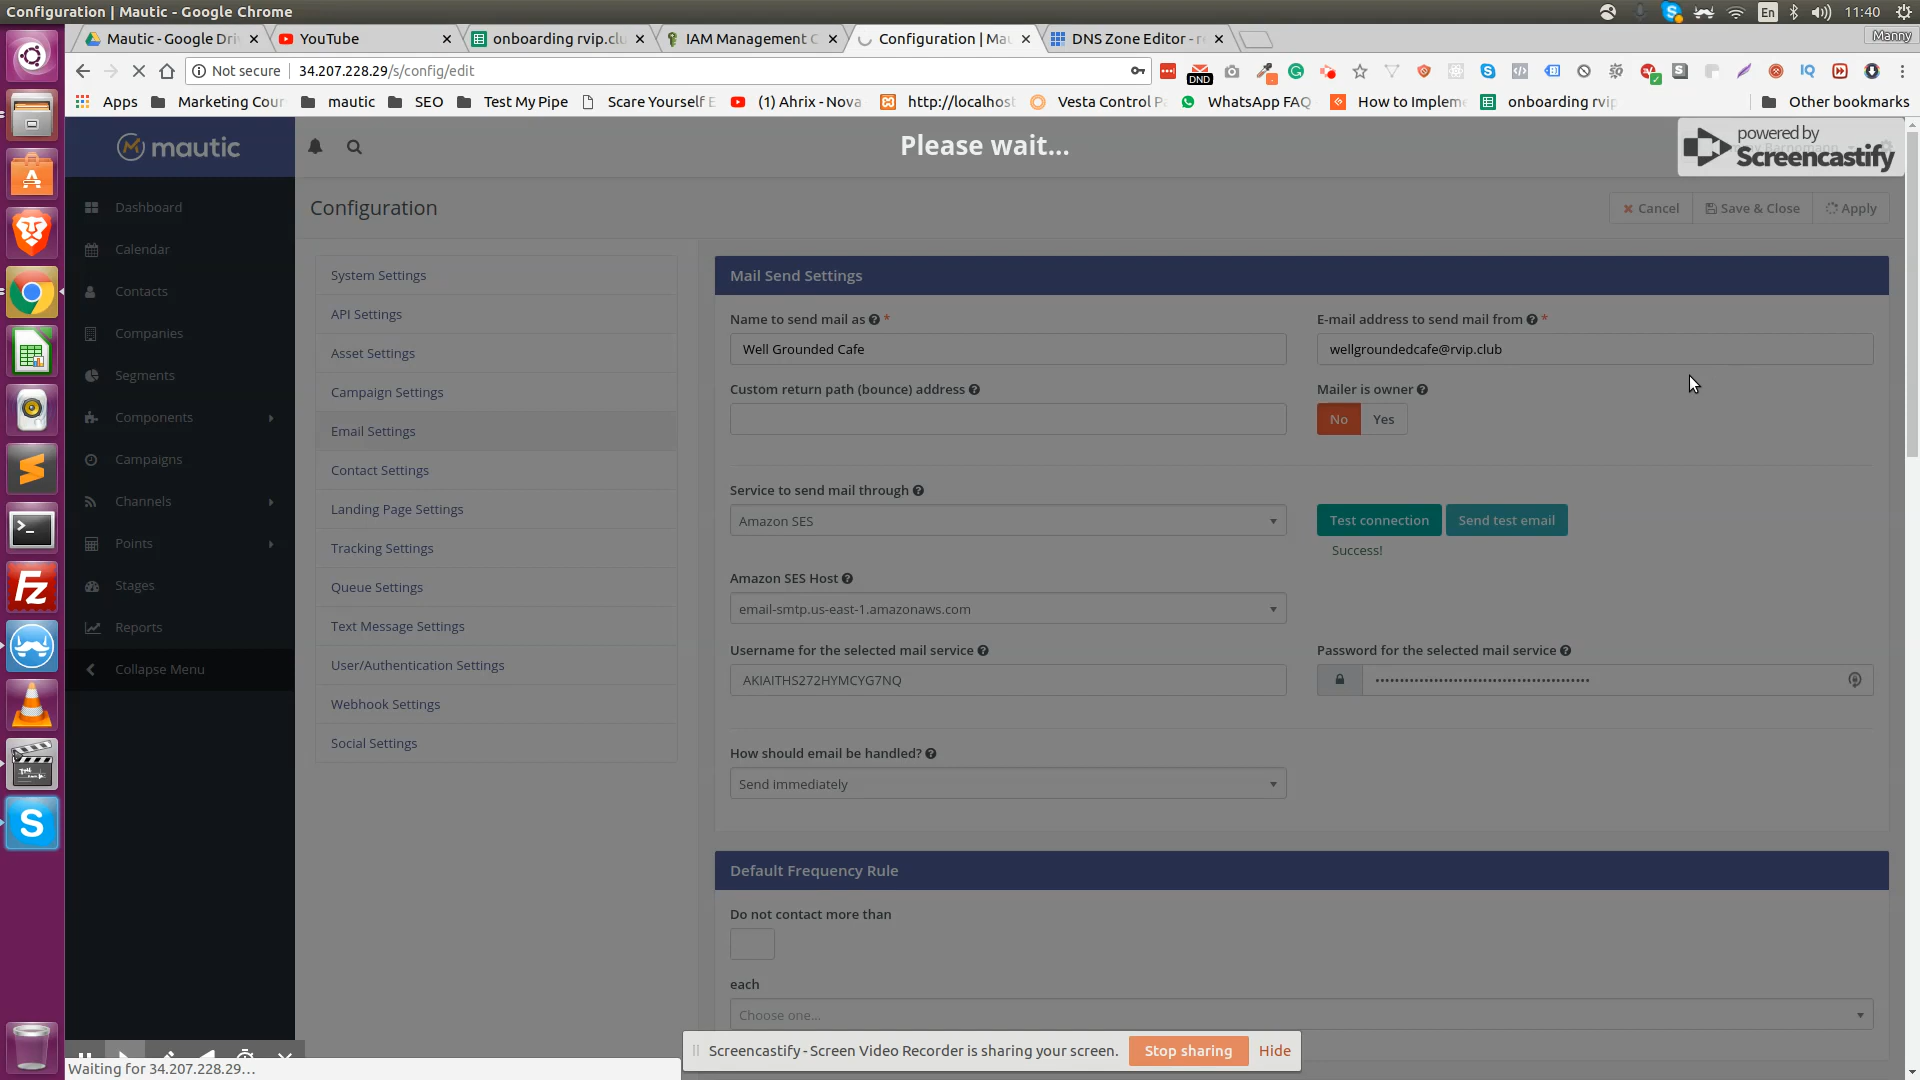 Configuration | Mautic - Google Chrome
En
11:40
Mautic - Google Dri
YouTube
onboarding rvip.clu
IAM Management C
Configuration | Mau
DNS Zone Editor - r
Manny
Not secure
34.207.228.29/s/config/edit
DND
Apps
Marketing Cour
mautic
SEO
Test My Pipe
Scare Yourself E
(1) Ahrix - Nova
http://localhost
Vesta Control P
WhatsApp FAQ
How to Implem
onboarding rvip
Other bookmarks
mautic
Please wait...
powered by
Screencastify
Dashboard
Calendar
Contacts
Companies
Segments
Components
Campaigns
Channels
Points
Stages
Reports
Collapse Menu
Configuration
Cancel
Save & Close
Apply
System Settings
API Settings
Asset Settings
Campaign Settings
Email Settings
Contact Settings
Landing Page Settings
Tracking Settings
Queue Settings
Text Message Settings
User/Authentication Settings
Webhook Settings
Social Settings
Mail Send Settings
Name to send mail as *
Well Grounded Cafe
E-mail address to send mail from *
wellgroundedcafe@rvip.club
Custom return path (bounce) address
Mailer is owner
No
Yes
Service to send mail through
Amazon SES
Test connection
Send test email
Success!
Amazon SES Host
email-smtp.us-east-1.amazonaws.com
Username for the selected mail service
AKIAITHS272HYMCYG7NQ
Password for the selected mail service
How should email be handled?
Send immediately
Default Frequency Rule
Do not contact more than
each
Choose one...
Screencastify - Screen Video Recorder is sharing your screen.
Stop sharing
Hide
Waiting for 34.207.228.29...